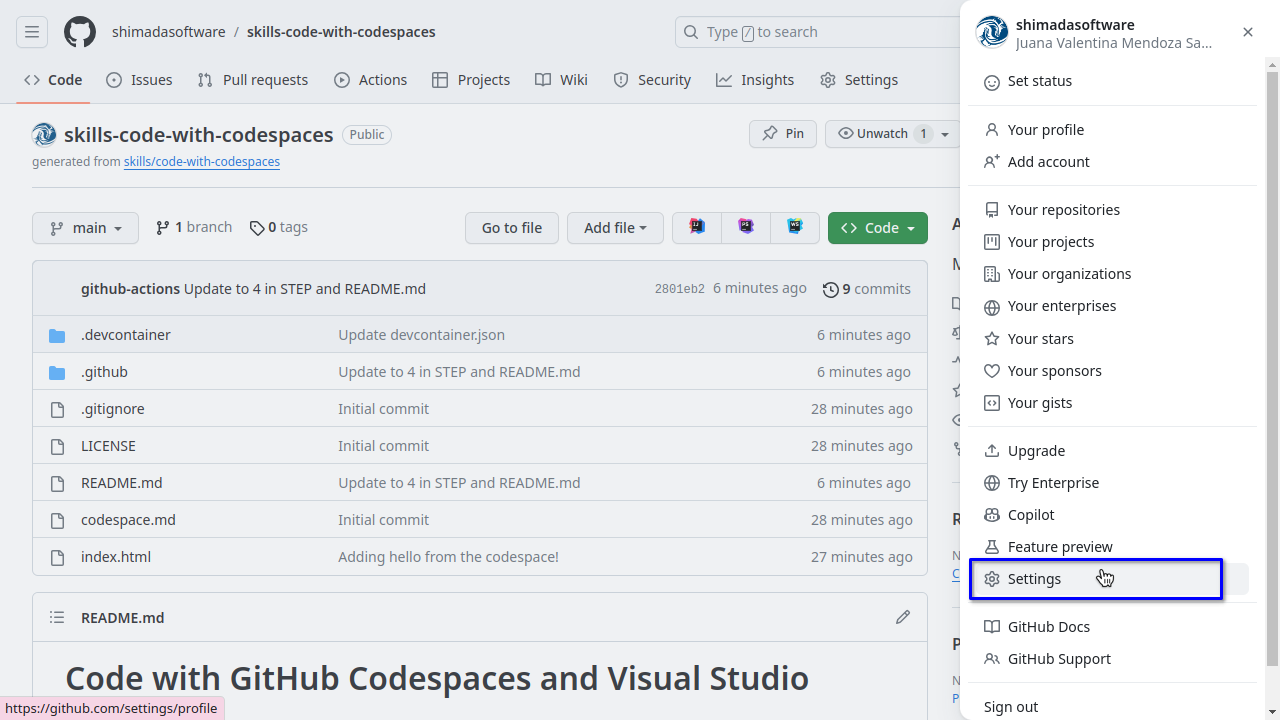 shimadasoftware / skills-code-with-codespaces
Type / to search
Code Issues Pull requests Actions Projects Wiki Security Insights Settings
skills-code-with-codespaces Public
Pin Unwatch 1
generated from skills/code-with-codespaces
main 1 branch 0 tags Go to file Add file Code
github-actions Update to 4 in STEP and README.md 2801eb2 6 minutes ago 9 commits
.devcontainer Update devcontainer.json 6 minutes ago
.github Update to 4 in STEP and README.md 6 minutes ago
.gitignore Initial commit 28 minutes ago
LICENSE Initial commit 28 minutes ago
README.md Update to 4 in STEP and README.md 6 minutes ago
codespace.md Initial commit 28 minutes ago
index.html Adding hello from the codespace! 27 minutes ago
README.md
Code with GitHub Codespaces and Visual Studio
https://github.com/settings/profile
shimadasoftware
Juana Valentina Mendoza Sa...
Set status
Your profile
Add account
Your repositories
Your projects
Your organizations
Your enterprises
Your stars
Your sponsors
Your gists
Upgrade
Try Enterprise
Copilot
Feature preview
Settings
GitHub Docs
GitHub Support
Sign out